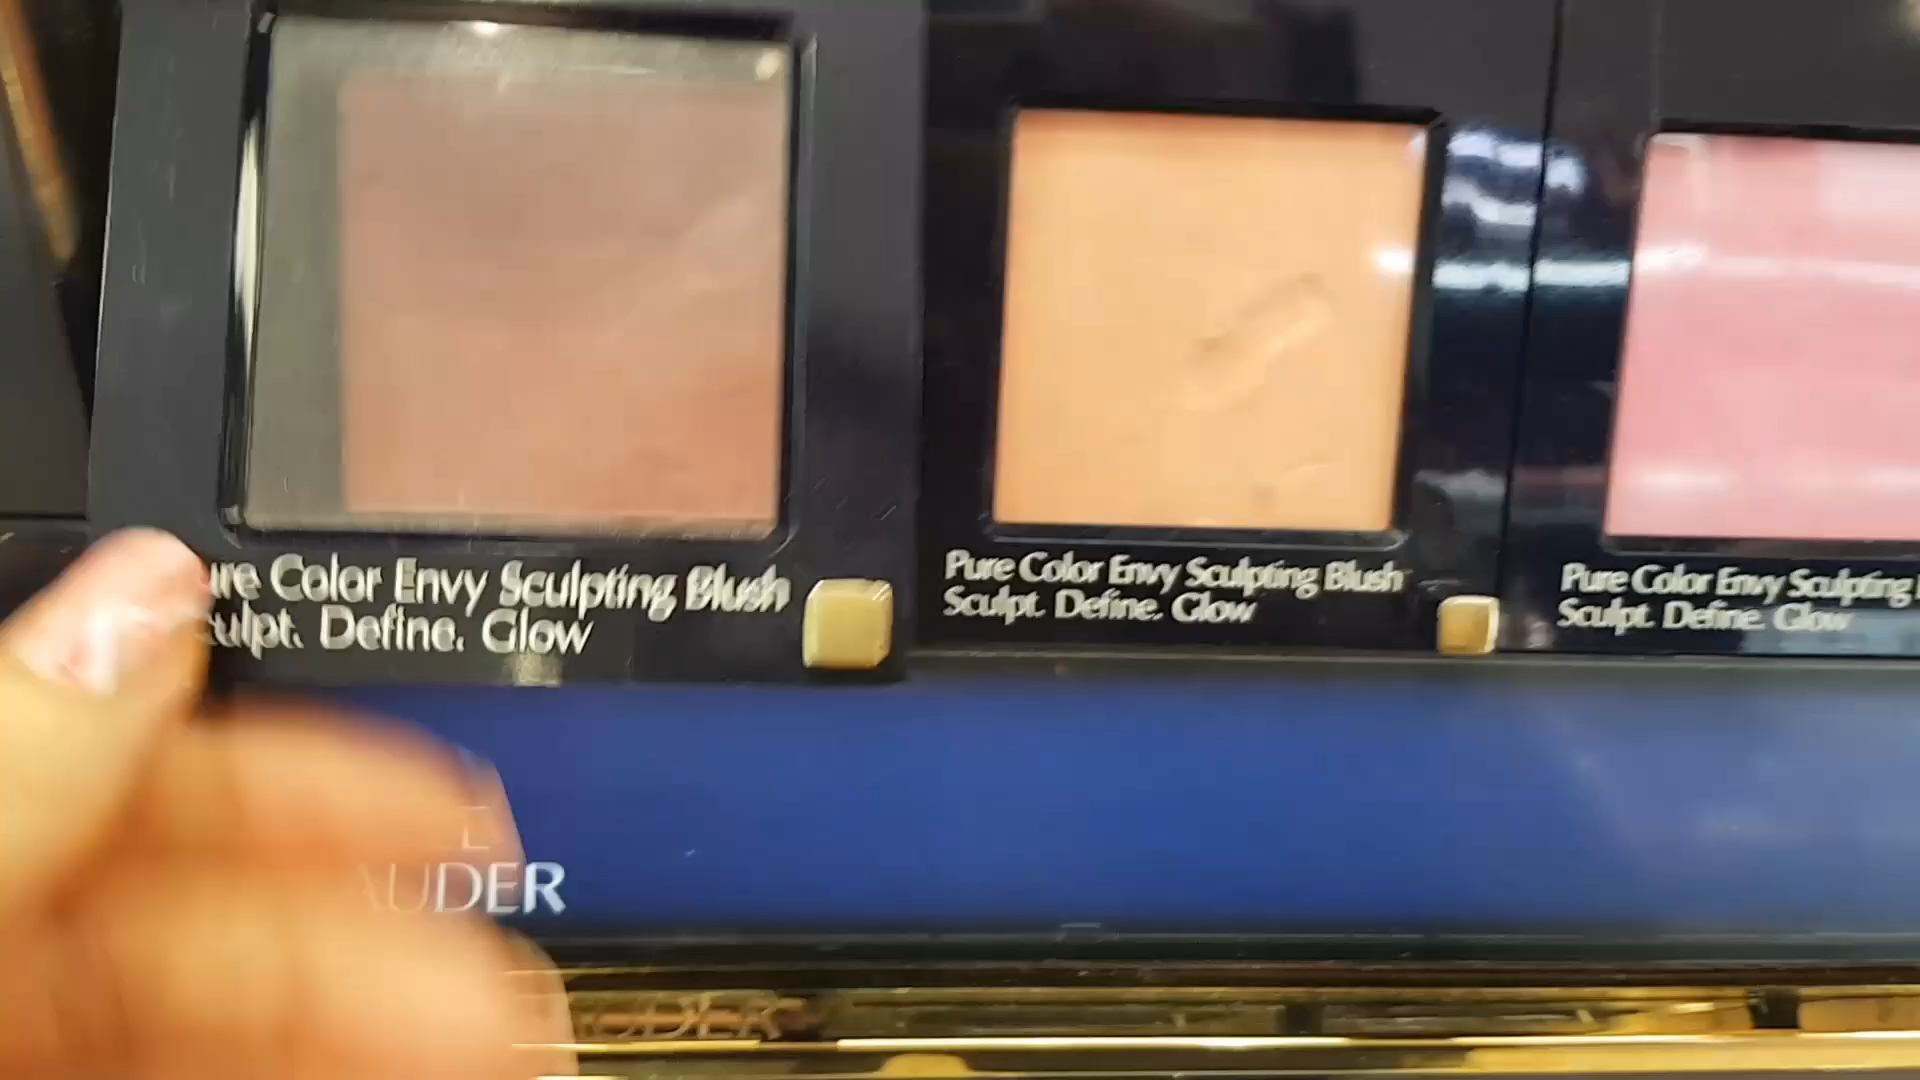 ure Color Envy Sculpting Blush
culpt. Define. Glow
Pure Color Envy Sculpting Blush
Sculpt. Define. Glow
Pure Color Envy Sculpting
Sculpt. Define. Glow
E
AUDER
UDER